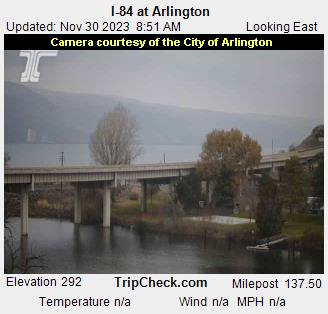 I-84 at Arlington
Updated: Nov 30 2023 8:51 AM Looking East
Camera courtesy of the City of Arlington
Elevation 292 TripCheck.com Milepost 137.50
Temperature n/a Wind n/a MPH n/a